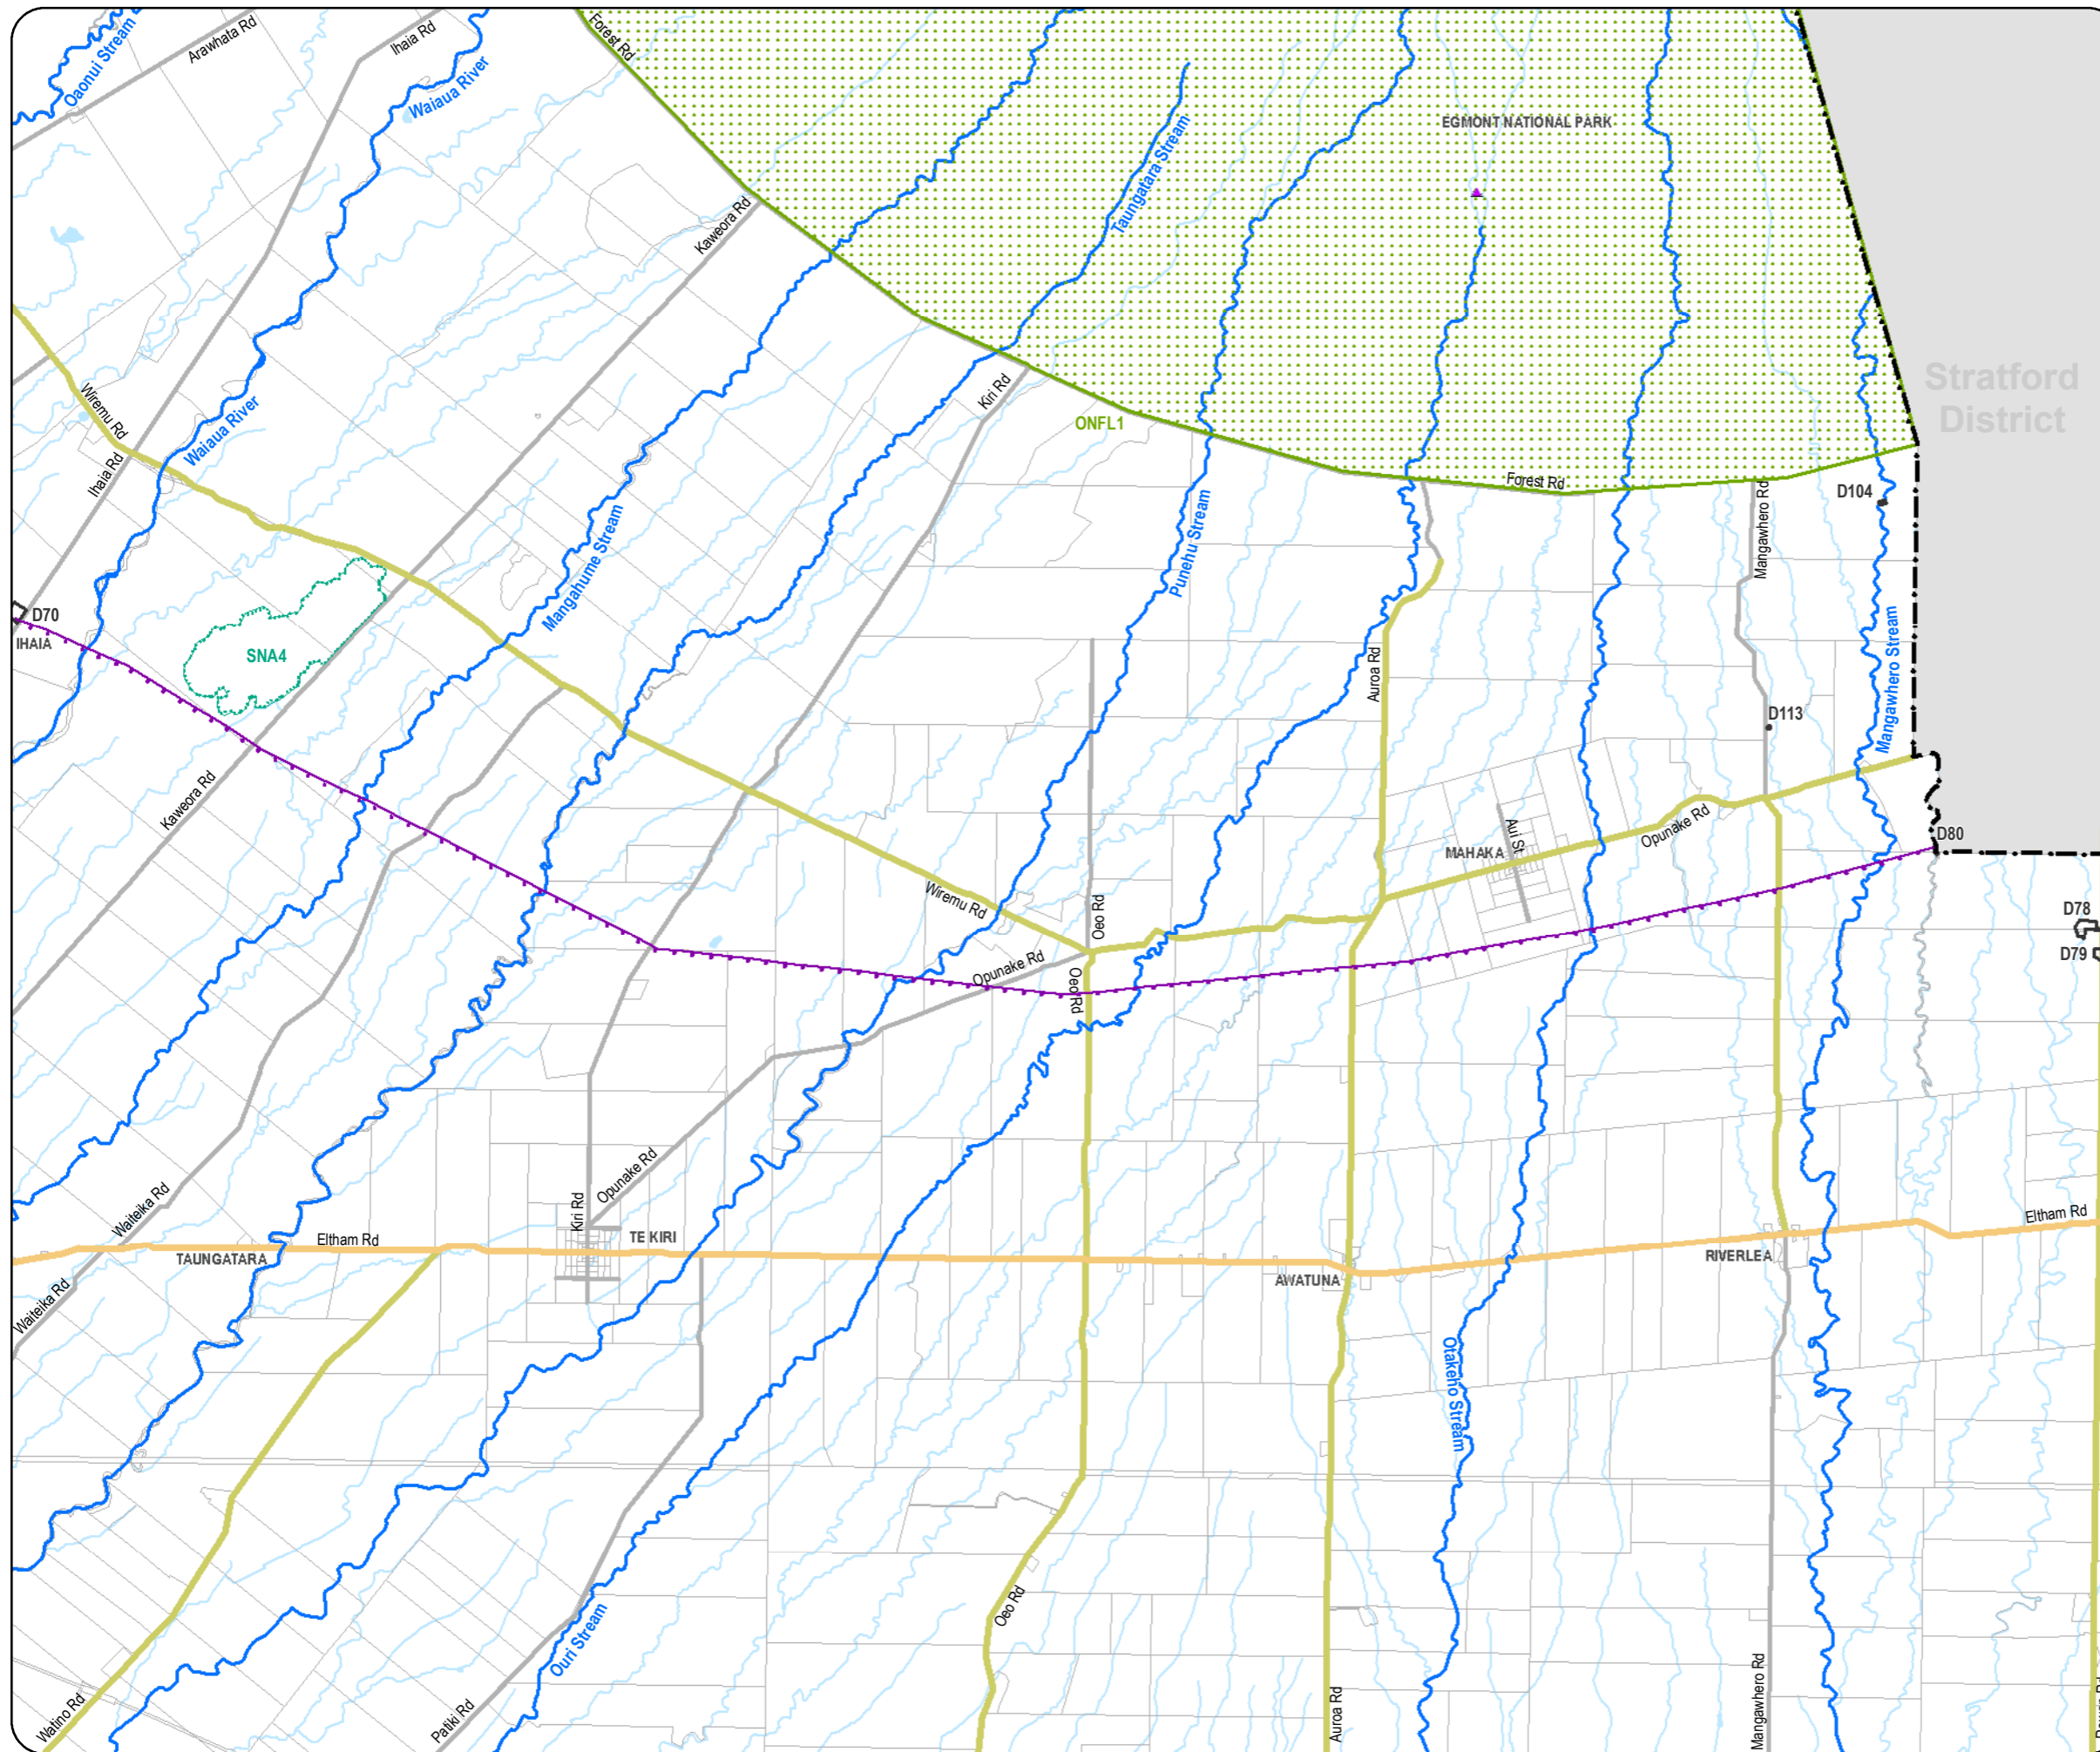 Oaonui Stream
Arawhata Rd
Ihaia Rd
Waiaua River
Forest Rd
EGMONT NATIONAL PARK
Taungatara Stream
Kaweora Rd
Stratford
District
Wiremu Rd
Waiaua River
Ihaia Rd
Kiri Rd
ONFL1
Forest Rd
Mangawhero Rd
D104
Punehu Stream
Mangahume Stream
D70
IHAIA
SNA4
Auroa Rd
Mangawhero Stream
D113
Kaweora Rd
Aui St
MAHAKA
Opunake Rd
D80
Wiremu Rd
Oeo Rd
D78
D79
Opunake Rd
Oeo Rd
Opunake Rd
Kiri Rd
Waiteika Rd
TAUNGATARA
Eltham Rd
TE KIRI
Eltham Rd
RIVERLEA
AWATUNA
Waiteika Rd
Otakeho Stream
Oeo Rd
Ouri Stream
Watino Rd
Patiki Rd
Auroa Rd
Mangawhero Rd